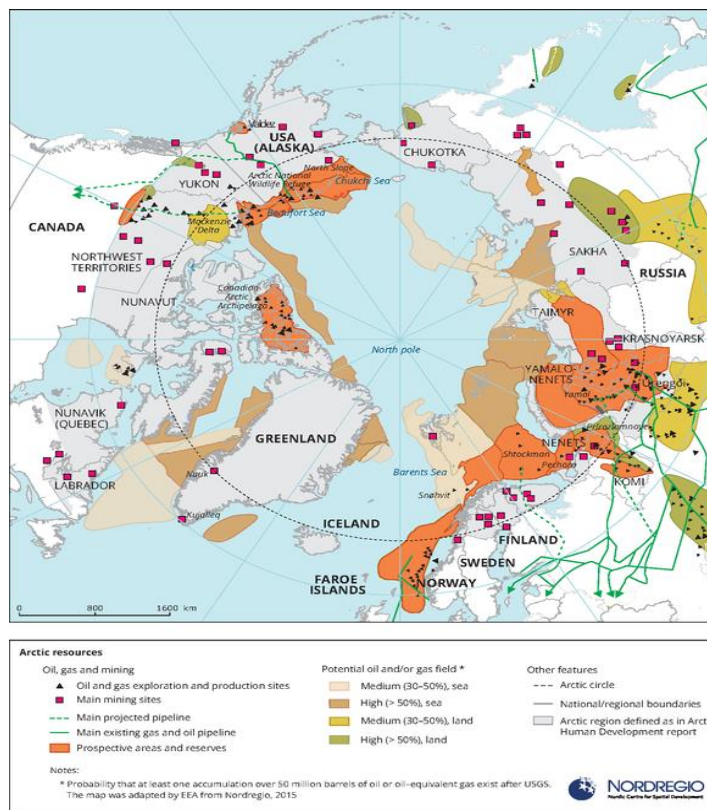 Valdez
USA
(ALASKA)
CHUKOTKA
North Slope
YUKON
Arctic National
Wildlife Refuge
Chukchi Sea
Beaufort Sea
CANADA
Mackenzie
Delta
NORTHWEST
TERRITORIES
SAKHA
RUSSIA
NUNAVUT
Canadian
Arctic
Archipelago
TAIMYR
North pole
KRASNØYARSK
YAMALO-
NENETS
Urengoi
Yamal
NUNAVIK
(QUEBEC)
GREENLAND
Prirazlomnoye
NENETS
Shtockman
Pechora
Barents Sea
KOMI
LABRADOR
Nuuk
Snøhvit
Kujalleq
ICELAND
FINLAND
SWEDEN
FAROE
ISLANDS
NORWAY
0 800 1600 km
Arctic resources
Oil, gas and mining
Oil and gas exploration and production sites
Main mining sites
Main projected pipeline
Main existing gas and oil pipeline
Prospective areas and reserves
Potential oil and/or gas field *
Medium (30–50%), sea
High (> 50%), sea
Medium (30–50%), land
High (> 50%), land
Other features
Arctic circle
National/regional boundaries
Arctic region defined as in Arct
Human Development report
Notes:
* Probability that at least one accumulation over 50 million barrels of oil or oil-equivalent gas exist after USGS.
The map was adapted by EEA from Nordregio, 2015
NORDREGIO
Nordic Centre for Spatial Development